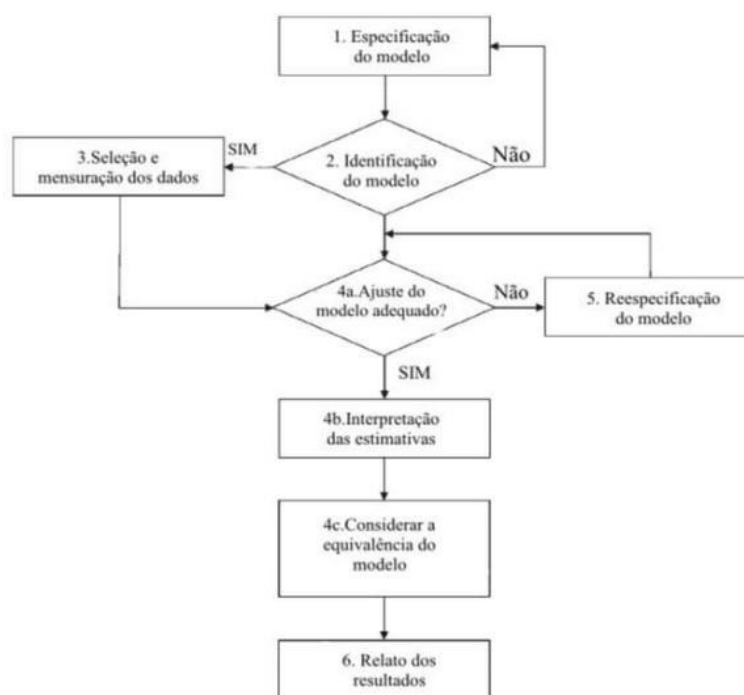 1. Especificação
do modelo
SIM
3.Seleção e
mensuração dos dados
2. Identificação
do modelo
Não
4a.Ajuste do
modelo adequado?
Não
5. Reespecificação
do modelo
SIM
4b.Interpretação
das estimativas
4c.Considerar a
equivalência do
modelo
6. Relato dos
resultados